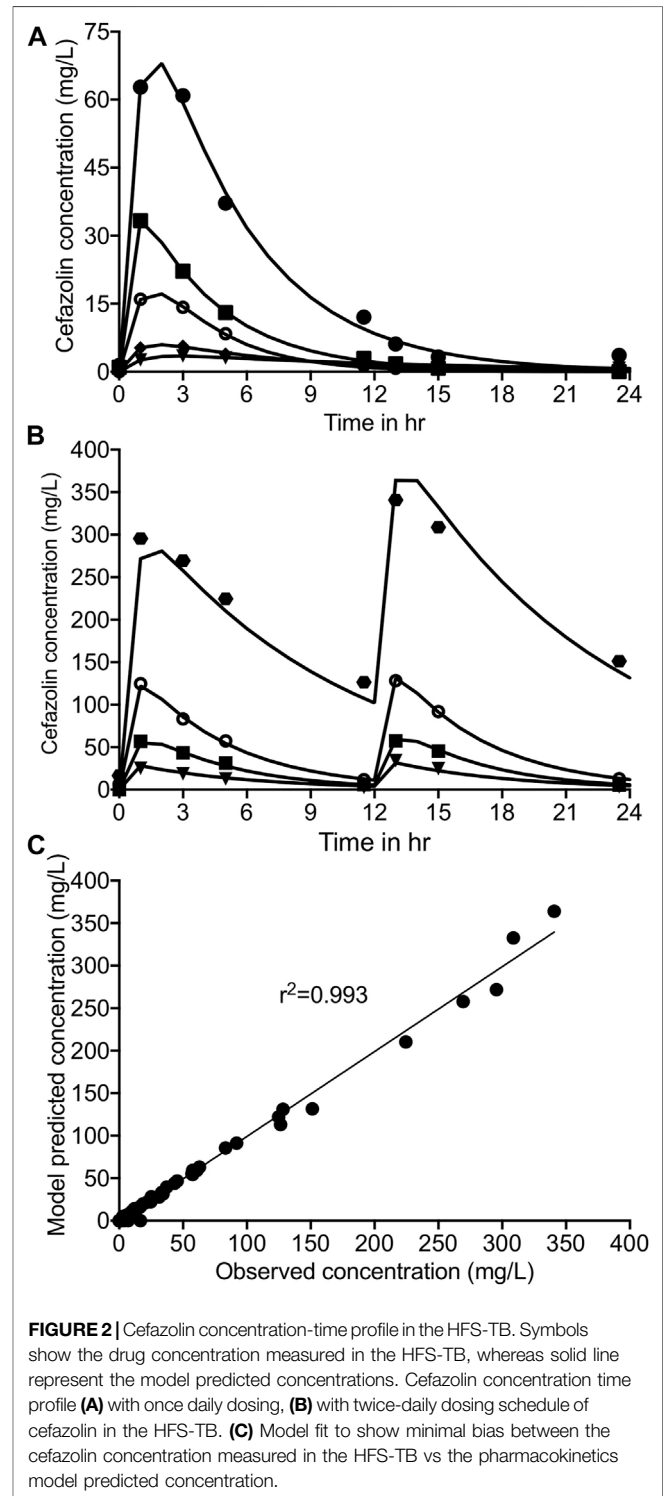 A
Cefazolin concentration (mg/L)
75
60
45
30
15
0
0 3 6 9 12 15 18 21 24
Time in hr
B
Cefazolin concentration (mg/L)
400
350
300
250
200
150
100
50
0
0 3 6 9 12 15 18 21 24
Time in hr
C
Model predicted concentration (mg/L)
400
350
300
250
200
150
100
50
0
r²=0.993
0 50 100 150 200 250 300 350 400
Observed concentration (mg/L)
FIGURE 2 | Cefazolin concentration-time profile in the HFS-TB. Symbols
show the drug concentration measured in the HFS-TB, whereas solid line
represent the model predicted concentrations. Cefazolin concentration time
profile (A) with once daily dosing, (B) with twice-daily dosing schedule of
cefazolin in the HFS-TB. (C) Model fit to show minimal bias between the
cefazolin concentration measured in the HFS-TB vs the pharmacokinetics
model predicted concentration.